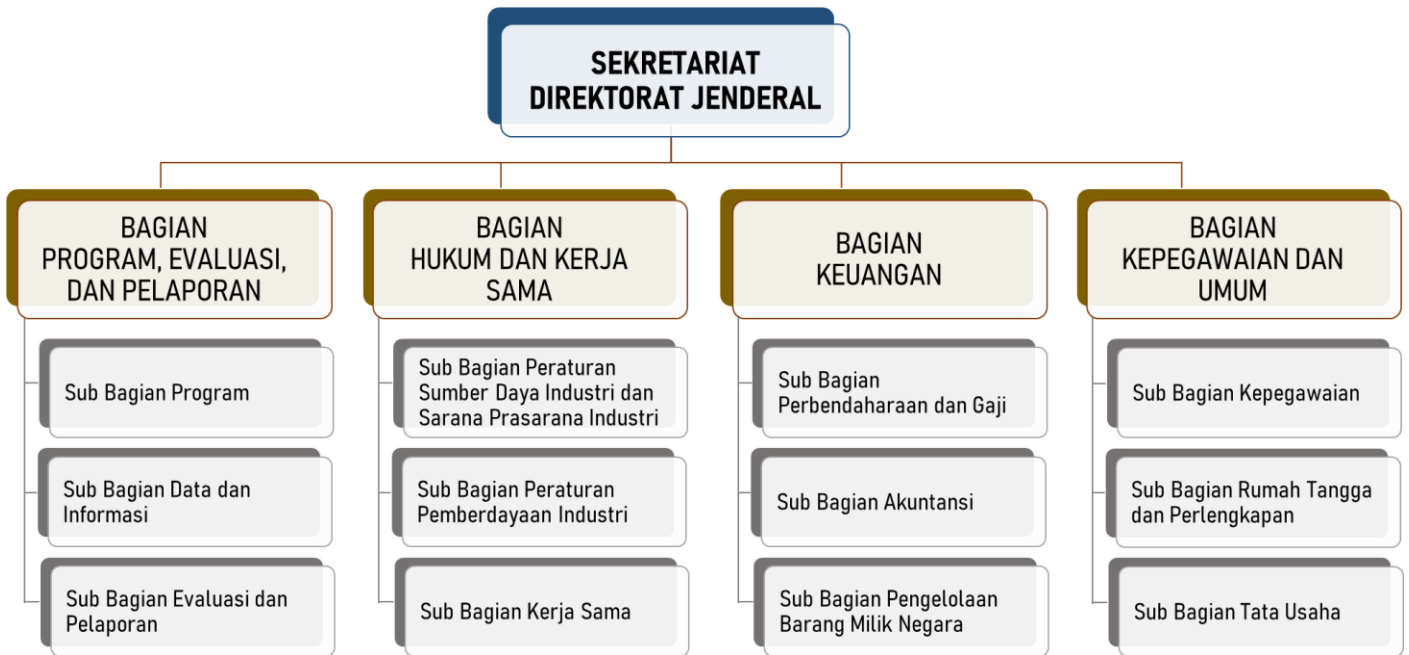 SEKRETARIAT
DIREKTORAT JENDERAL
BAGIAN
PROGRAM, EVALUASI,
DAN PELAPORAN
Sub Bagian Program
Sub Bagian Data dan
Informasi
Sub Bagian Evaluasi dan
Pelaporan
BAGIAN
HUKUM DAN KERJA
SAMA
Sub Bagian Peraturan
Sumber Daya Industri dan
Sarana Prasarana Industri
Sub Bagian Peraturan
Pemberdayaan Industri
Sub Bagian Kerja Sama
BAGIAN
KEUANGAN
Sub Bagian
Perbendaharaan dan Gaji
Sub Bagian Akuntansi
Sub Bagian Pengelolaan
Barang Milik Negara
BAGIAN
KEPEGAWAIAN DAN
UMUM
Sub Bagian Kepegawaian
Sub Bagian Rumah Tangga
dan Perlengkapan
Sub Bagian Tata Usaha